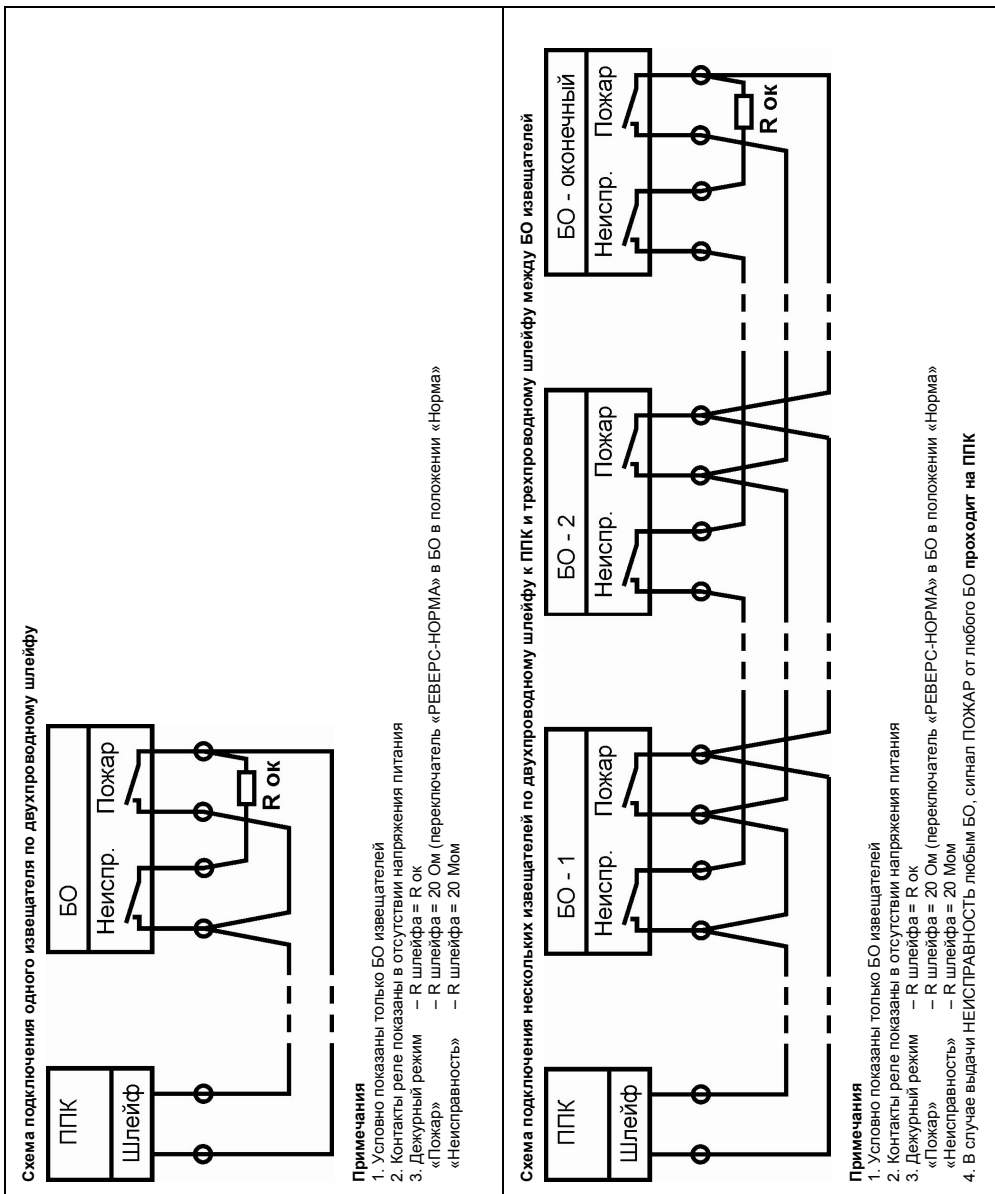 Схема подключения одного извещателя по двухпроводному шлейфу
ППК
Шлейф
БО
Неиспр.
Пожар
R ок
Примечания
1. Условно показаны только БО извещателей
2. Контакты реле показаны в отсутствии напряжения питания
3. Дежурный режим – R шлейфа = R ок
«Пожар» – R шлейфа = 20 Ом (переключатель «РЕВЕРС-НОРМА» в БО в положении «Норма»
«Неисправность» – R шлейфа = 20 Мом
Схема подключения нескольких извещателей по двухпроводному шлейфу к ППК и трехпроводному шлейфу между БО извещателей
ППК
Шлейф
БО - 1
Неиспр.
Пожар
БО - 2
Неиспр.
Пожар
БО - оконечный
Неиспр.
Пожар
R ок
Примечания
1. Условно показаны только БО извещателей
2. Контакты реле показаны в отсутствии напряжения питания
3. Дежурный режим – R шлейфа = R ок
«Пожар» – R шлейфа = 20 Ом (переключатель «РЕВЕРС-НОРМА» в БО в положении «Норма»
«Неисправность» – R шлейфа = 20 Мом
4. В случае выдачи НЕИСПРАВНОСТЬ любым БО, сигнал ПОЖАР от любого БО проходит на ППК